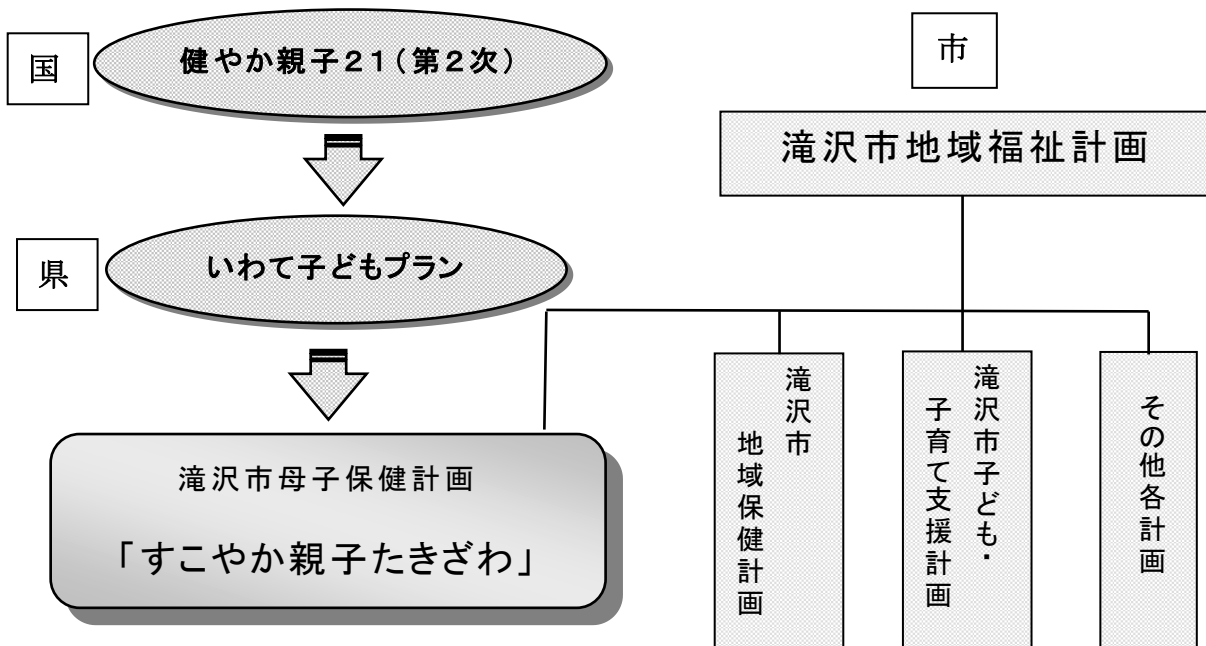 国
健やか親子２１（第２次）
市
滝沢市地域福祉計画
県
いわて子どもプラン
滝沢市母子保健計画
「すこやか親子たきざわ」
滝沢市
地域保健計画
滝沢市子ども・
子育て支援計画
その他各計画